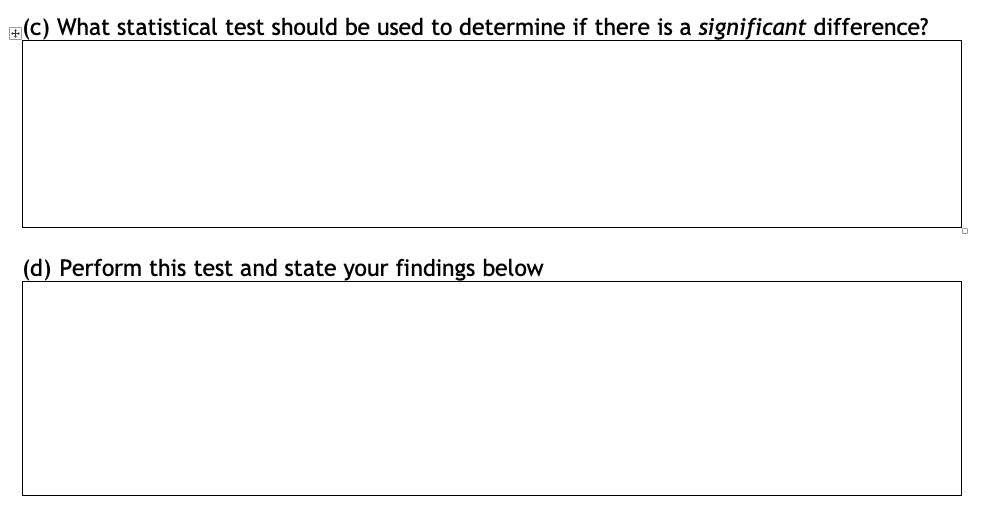 (c) What statistical test should be used to determine if there is a significant difference?
(d) Perform this test and state your findings below